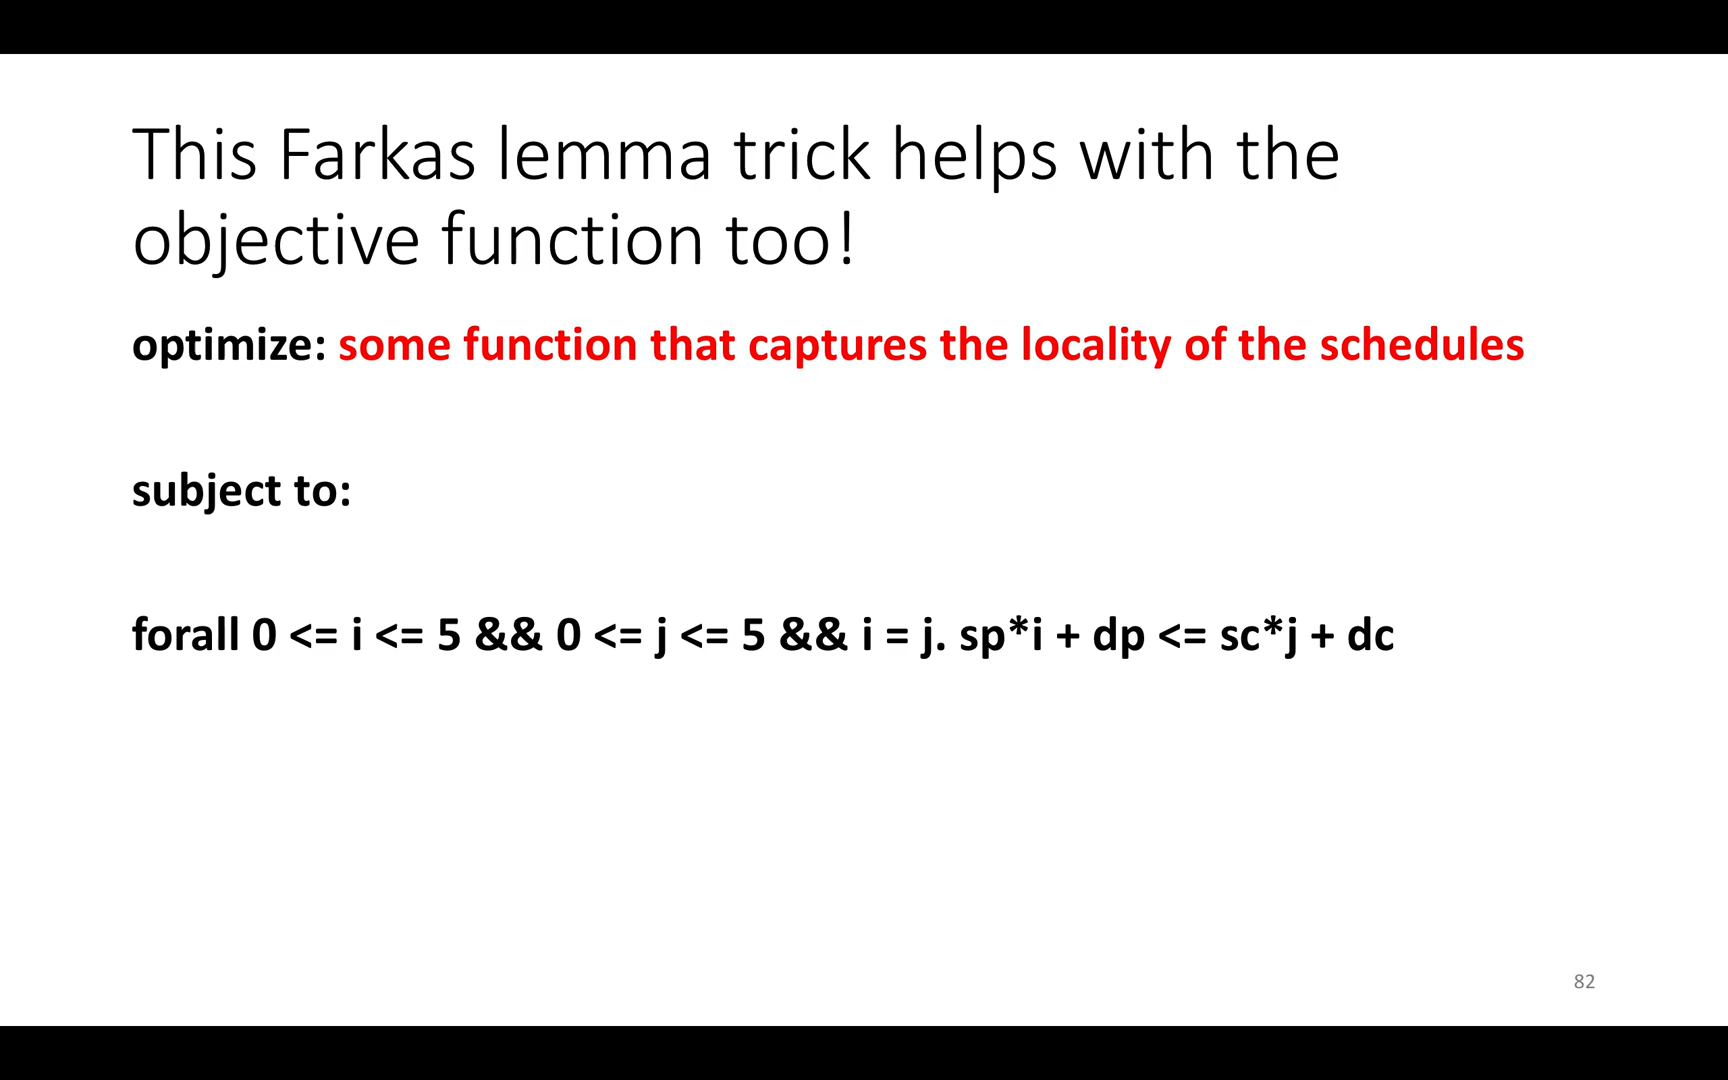 This Farkas lemma trick helps with the
objective function too!
optimize: some function that captures the locality of the schedules
subject to:
forall 0 <= i <= 5 && 0 <= j <= 5 && i = j. sp*i + dp <= sc*j + dc
82